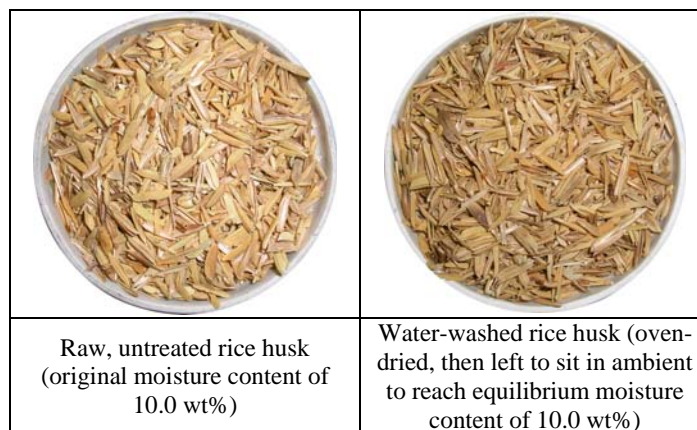 Raw, untreated rice husk
(original moisture content of
10.0 wt%)
Water-washed rice husk (oven-
dried, then left to sit in ambient
to reach equilibrium moisture
content of 10.0 wt%)